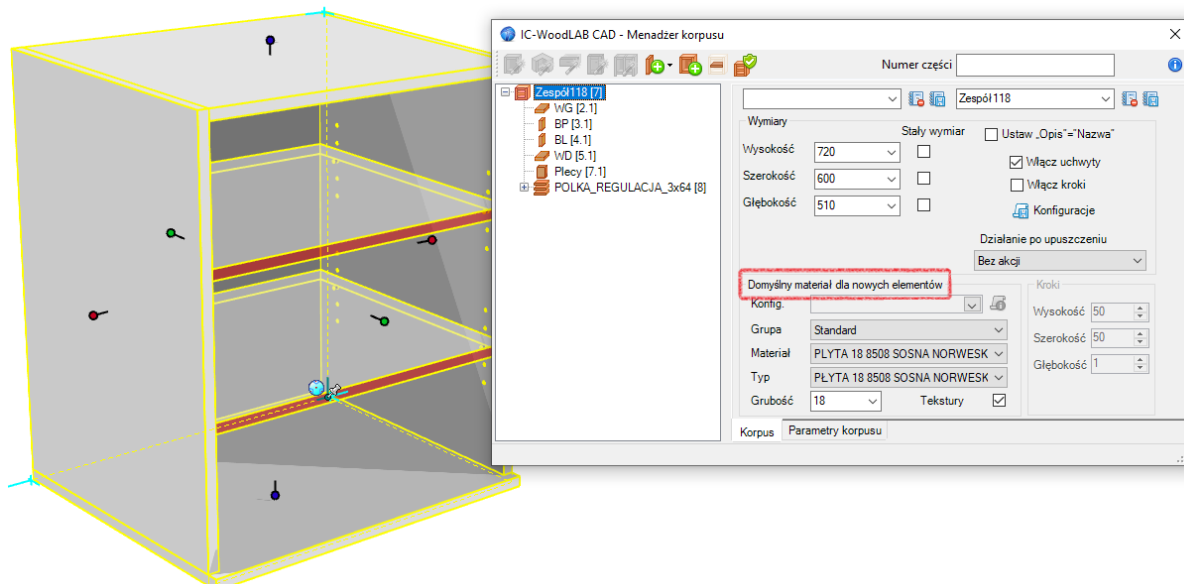 IC-WoodLAB CAD - Menadżer korpusu
Numer części
Zespół118 [7]
WG [2.1]
BP [3.1]
BL [4.1]
WD [5.1]
Plecy [7.1]
POLKA_REGULACJA_3x64 [8]
Zespół118
Wymiary
Stały wymiar
Ustaw „Opis"="Nazwa"
Wysokość 720
Włącz uchwyty
Szerokość 600
Włącz kroki
Głębokość 510
Konfiguracje
Działanie po upuszczeniu
Bez akcji
Domyślny materiał dla nowych elementów
Konfig.
Grupa Standard
Materiał PLYTA 18 8508 SOSNA NORWESK
Typ PŁYTA 18 8508 SOSNA NORWESK
Grubość 18 Tekstury
Kroki
Wysokość 50
Szerokość 50
Głębokość 1
Korpus Parametry korpusu